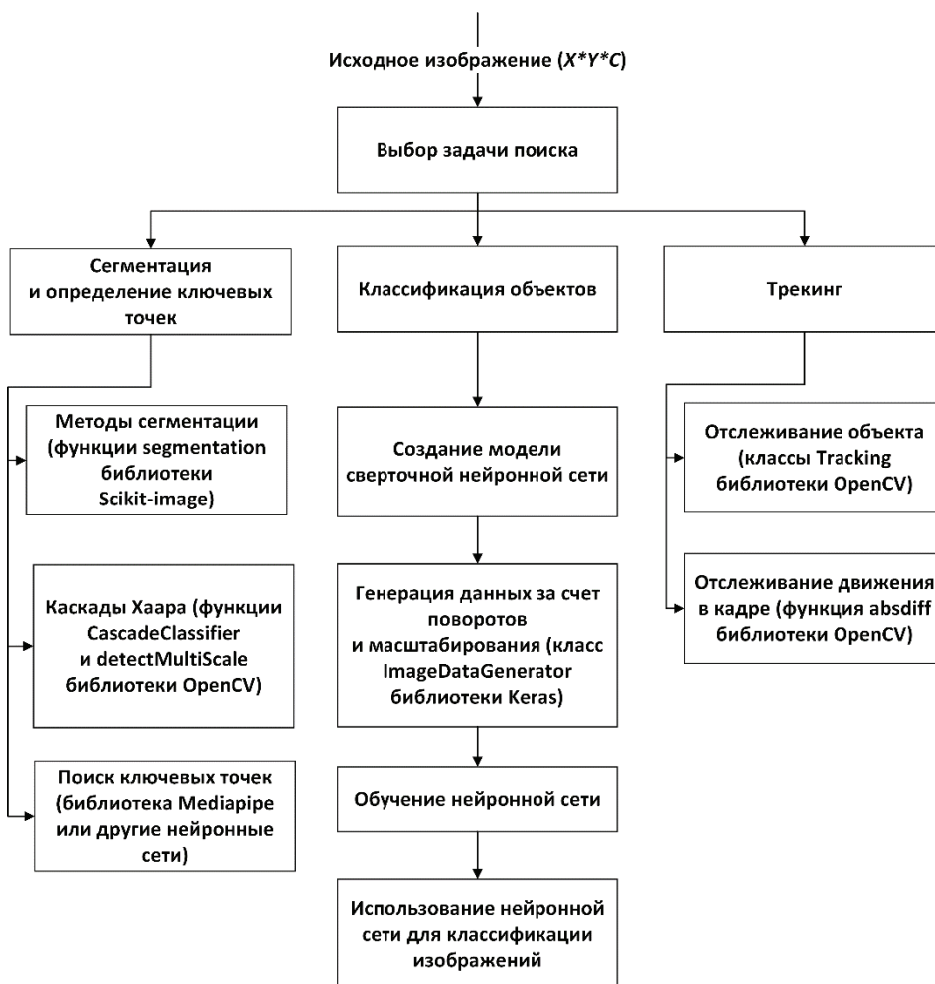 Исходное изображение (X*Y*C)
Выбор задачи поиска
Сегментация
и определение ключевых
точек
Классификация объектов
Трекинг
Методы сегментации
(функции segmentation
библиотеки
Scikit-image)
Создание модели
сверточной нейронной сети
Отслеживание объекта
(классы Tracking
библиотеки OpenCV)
Каскады Хаара (функции
CascadeClassifier
и detectMultiScale
библиотеки OpenCV)
Генерация данных за счет
поворотов
и масштабирования (класс
ImageDataGenerator
библиотеки Keras)
Отслеживание движения
в кадре (функция absdiff
библиотеки OpenCV)
Поиск ключевых точек
(библиотека Mediapipe
или другие нейронные
сети)
Обучение нейронной сети
Использование нейронной
сети для классификации
изображений